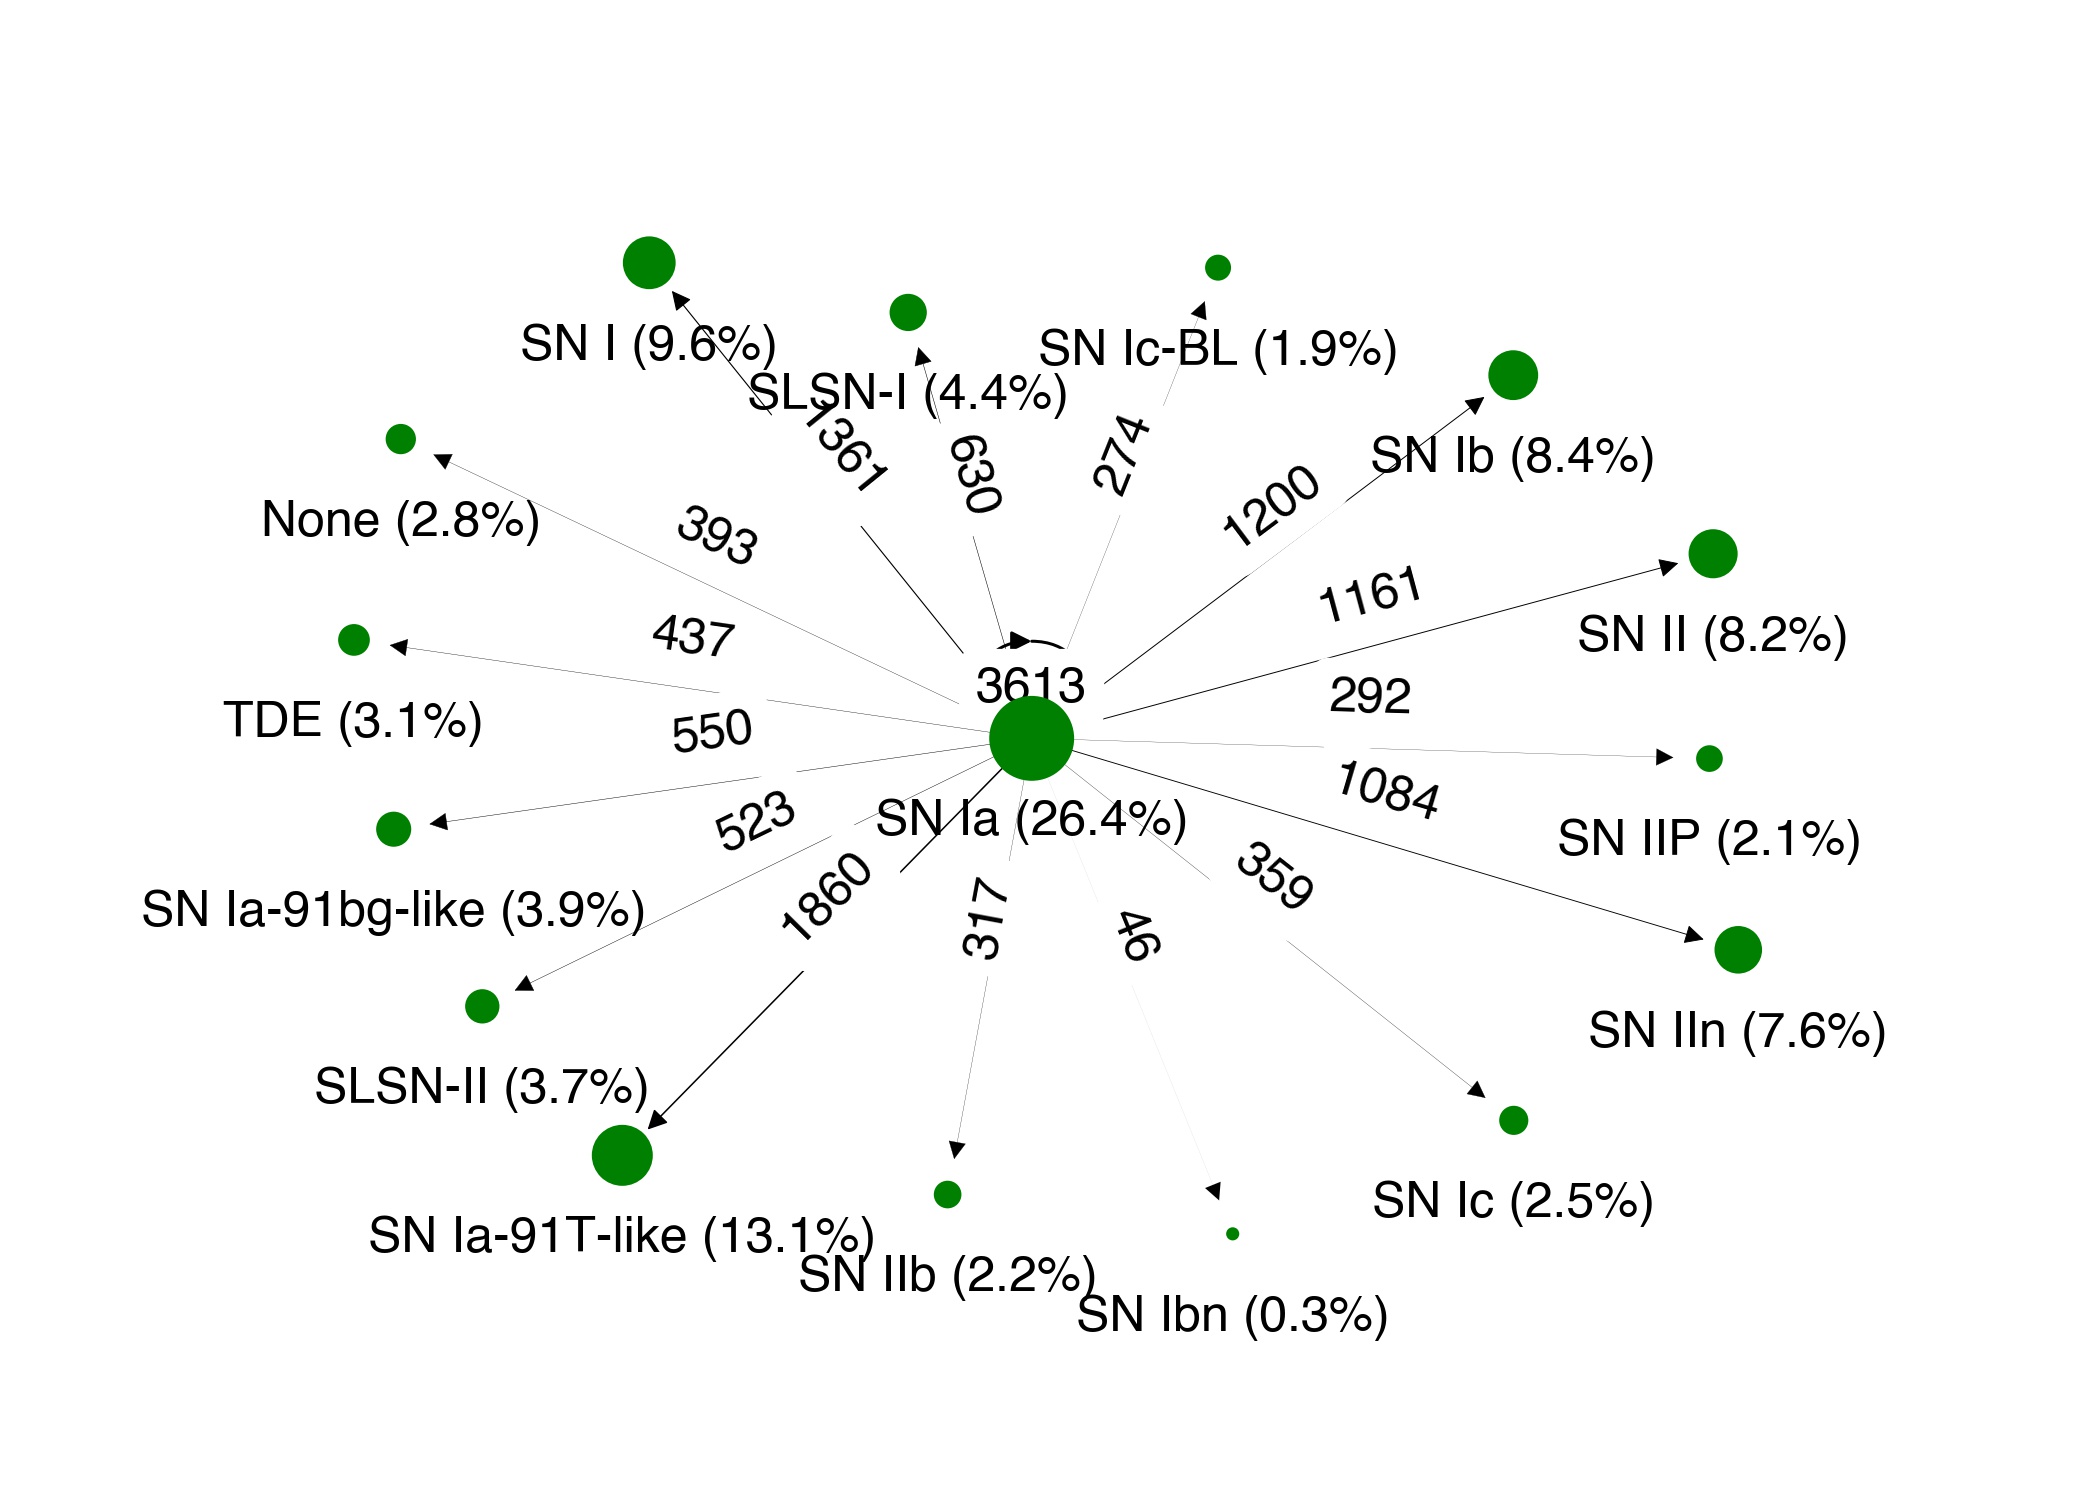 SN I (9.6%)
SLSN-I (4.4%)
SN Ic-BL (1.9%)
SN Ib (8.4%)
1361
630
274
1200
None (2.8%)
393
1161
SN II (8.2%)
437
TDE (3.1%)
3613
292
550
1084
SN Ia (26.4%)
SN IIP (2.1%)
523
359
SN Ia-91bg-like (3.9%)
1860
317
46
SN IIn (7.6%)
SLSN-II (3.7%)
SN Ic (2.5%)
SN Ia-91T-like (13.1%)
SN IIb (2.2%)
SN Ibn (0.3%)